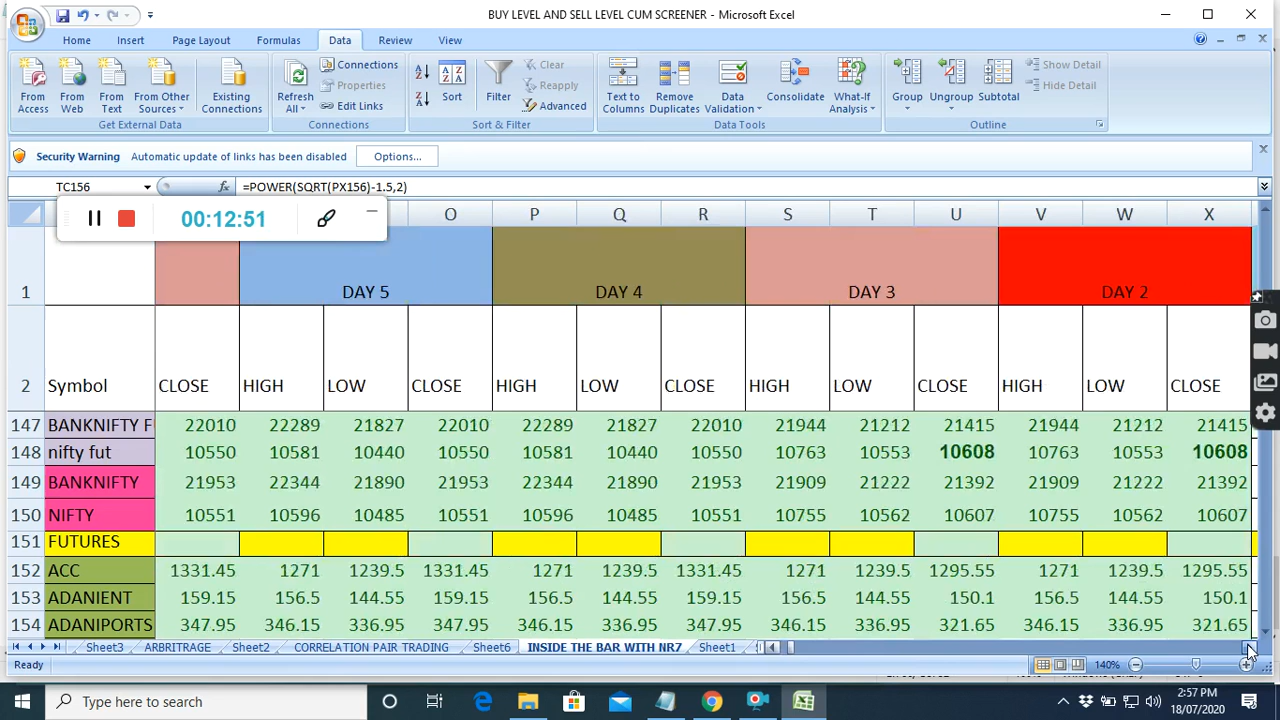 BUY LEVEL AND SELL LEVEL CUM SCREENER - Microsoft Excel
Home Insert Page Layout Formulas Data Review View
From Access From Web From Text From Other Sources Existing Connections
Get External Data
Refresh All Connections Properties Edit Links
Connections
Sort Filter Clear Reapply Advanced
Sort & Filter
Text to Columns Remove Duplicates Data Validation Consolidate What-If Analysis
Data Tools
Group Ungroup Subtotal Show Detail Hide Detail
Outline
Security Warning Automatic update of links has been disabled Options...
TC156 fx =POWER(SQRT(PX156)-1.5,2)
00:12:51
O P Q R S T U V W X
1 DAY 5 DAY 4 DAY 3 DAY 2
2 Symbol CLOSE HIGH LOW CLOSE HIGH LOW CLOSE HIGH LOW CLOSE HIGH LOW CLOSE
147 BANKNIFTY F 22010 22289 21827 22010 22289 21827 22010 21944 21212 21415 21944 21212 21415
148 nifty fut 10550 10581 10440 10550 10581 10440 10550 10763 10553 10608 10763 10553 10608
149 BANKNIFTY 21953 22344 21890 21953 22344 21890 21953 21909 21222 21392 21909 21222 21392
150 NIFTY 10551 10596 10485 10551 10596 10485 10551 10755 10562 10607 10755 10562 10607
151 FUTURES
152 ACC 1331.45 1271 1239.5 1331.45 1271 1239.5 1331.45 1271 1239.5 1295.55 1271 1239.5 1295.55
153 ADANIENT 159.15 156.5 144.55 159.15 156.5 144.55 159.15 156.5 144.55 150.1 156.5 144.55 150.1
154 ADANIPORTS 347.95 346.15 336.95 347.95 346.15 336.95 347.95 346.15 336.95 321.65 346.15 336.95 321.65
Sheet3 ARBRITRAGE Sheet2 CORRELATION PAIR TRADING Sheet6 INSIDE THE BAR WITH NR7 Sheet1
Ready 140%
Type here to search 2:57 PM
18/07/2020